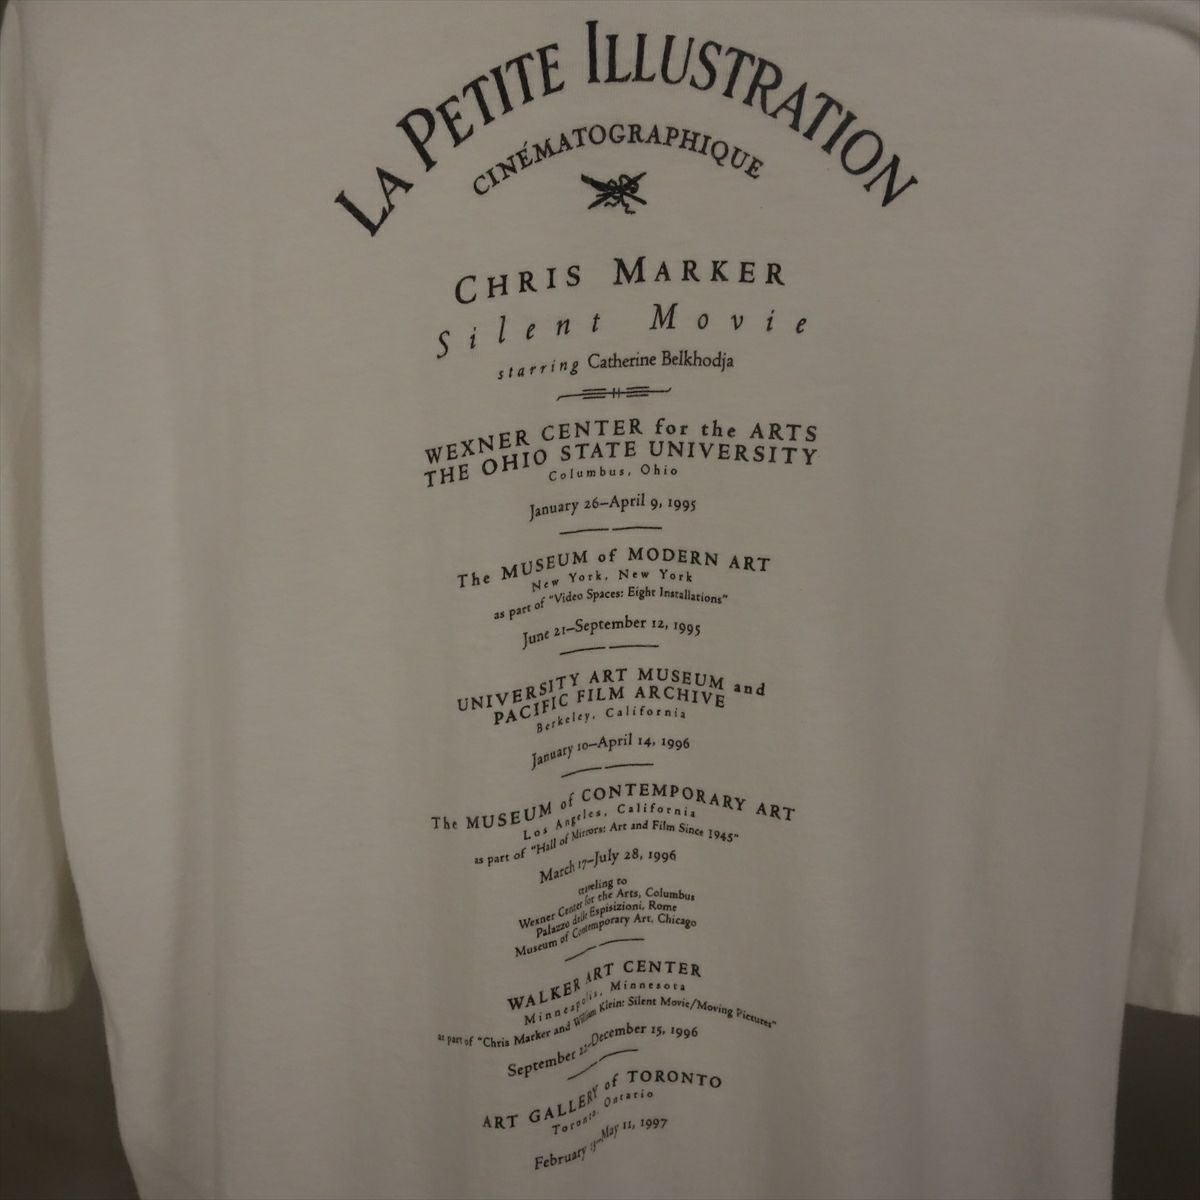 LA PETITE ILLUSTRATION
CINÉMATOGRAPHIQUE
CHRIS MARKER
Silent Movie
starring Catherine Belkhodja
WEXNER CENTER for the ARTS
THE OHIO STATE UNIVERSITY
Columbus, Ohio
January 26–April 9, 1995
The MUSEUM of MODERN ART
New York, New York
as part of "Video Spaces: Eight Installations"
June 21–September 12, 1995
UNIVERSITY ART MUSEUM and
PACIFIC FILM ARCHIVE
Berkeley, California
January 10–April 14, 1996
The MUSEUM of CONTEMPORARY ART
Los Angeles, California
as part of "Hall of Mirrors: Art and Film Since 1945"
March 17–July 28, 1996
traveling to
Wexner Center for the Arts, Columbus
Palazzo delle Espisizioni, Rome
Museum of Contemporary Art, Chicago
WALKER ART CENTER
Minneapolis, Minnesota
as part of "Chris Marker and William Klein: Silent Movie/Moving Pictures"
September 22–December 15, 1996
ART GALLERY of TORONTO
Toronto, Ontario
February –May 11, 1997